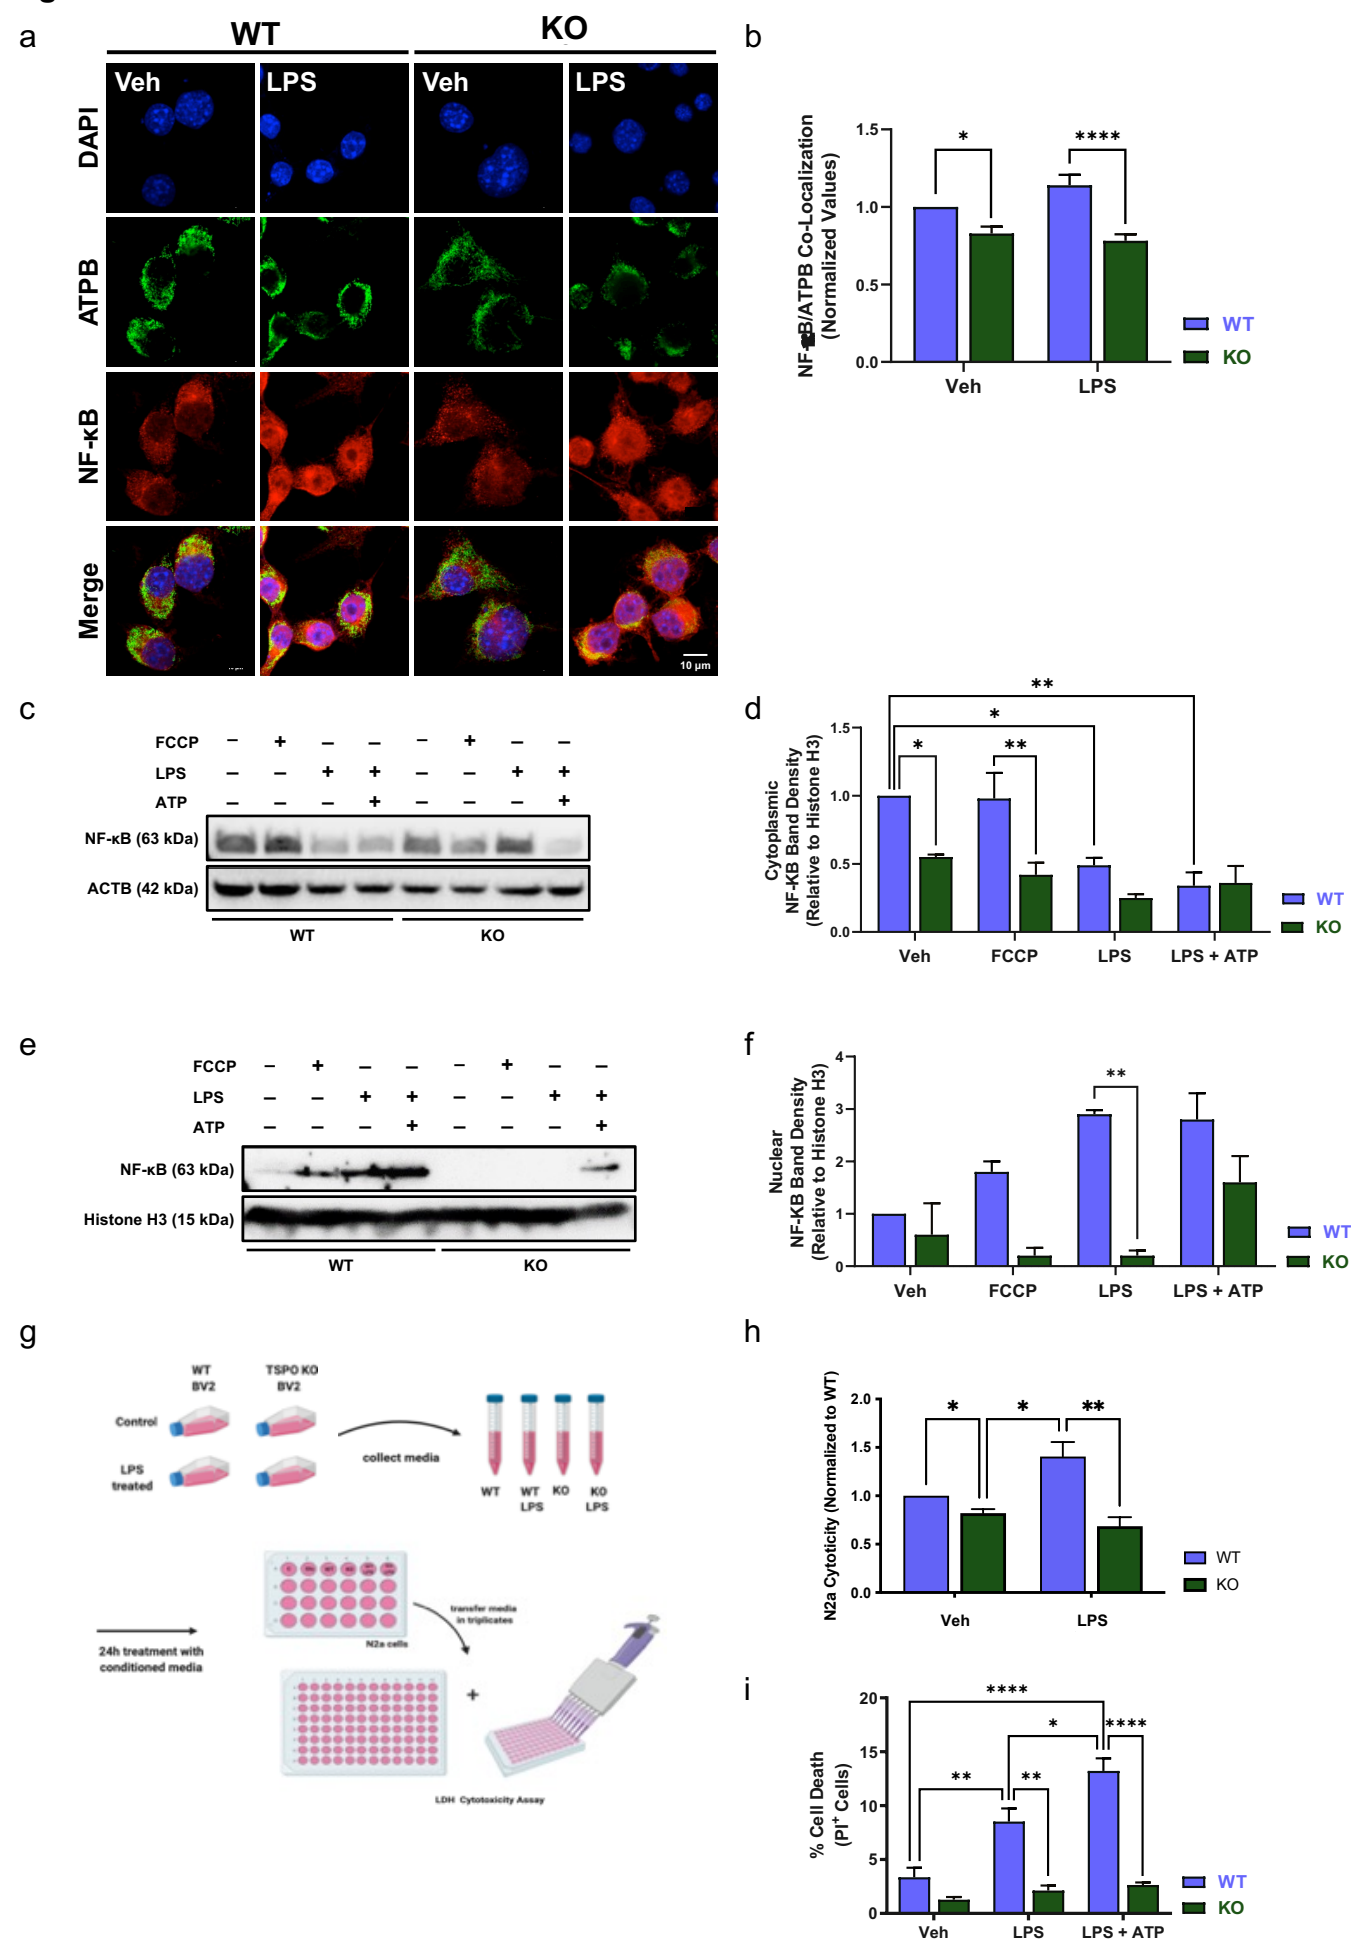 a
WT
KO
Veh
LPS
Veh
LPS
DAPI
ATPB
NF-κB
Merge
10 µm
b
NF-κB/ATPB Co-Localization
(Normalized Values)
1.5
1.0
0.5
0.0
*
****
Veh
LPS
WT
KO
c
FCCP – + – – – + – –
LPS – – + + – – + +
ATP – – – + – – – +
NF-κB (63 kDa)
ACTB (42 kDa)
WT
KO
d
Cytoplasmic
NF-KB Band Density
(Relative to Histone H3)
1.5
1.0
0.5
0.0
**
*
*
**
Veh
FCCP
LPS
LPS + ATP
WT
KO
e
FCCP – + – – – + – –
LPS – – + + – – + +
ATP – – – + – – – +
NF-κB (63 kDa)
Histone H3 (15 kDa)
WT
KO
f
Nuclear
NF-KB Band Density
(Relative to Histone H3)
4
3
2
1
0
**
Veh
FCCP
LPS
LPS + ATP
WT
KO
g
WT
BV2
TSPO KO
BV2
Control
LPS
treated
collect media
WT
WT
LPS
KO
KO
LPS
24h treatment with
conditioned media
N2a cells
transfer media
in triplicates
+
LDH Cytotoxicity Assay
h
N2a Cytoticity (Normalized to WT)
2.0
1.5
1.0
0.5
0.0
*
*
**
Veh
LPS
WT
KO
i
% Cell Death
(PI+ Cells)
20
15
10
5
0
****
*
****
**
**
Veh
LPS
LPS + ATP
WT
KO